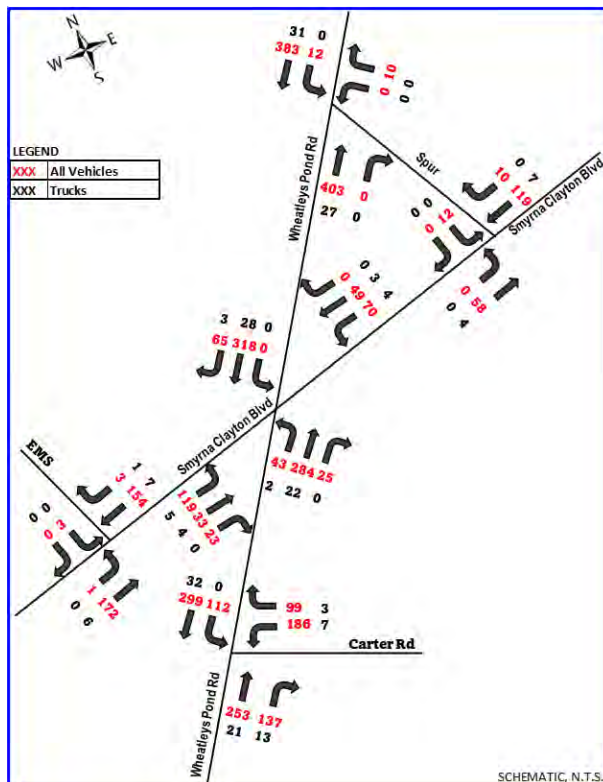 N
E
W
S
LEGEND
XXX All Vehicles
XXX Trucks
31 0
383 12
10 0
0 0
Wheatleys Pond Rd
403 0
27 0
Spur
0 7
10 119
Smyrna Clayton Blvd
0 0
0 12
0 58
0 4
0 3 4
0 49 70
3 28 0
65 318 0
Smyrna Clayton Blvd
43 284 25
2 22 0
EMS
1 7
3 154
0 0
0 3
119 33 23
5 4 0
1 172
0 6
32 0
299 112
99 3
186 7
Carter Rd
Wheatleys Pond Rd
253 137
21 13
SCHEMATIC, N.T.S.